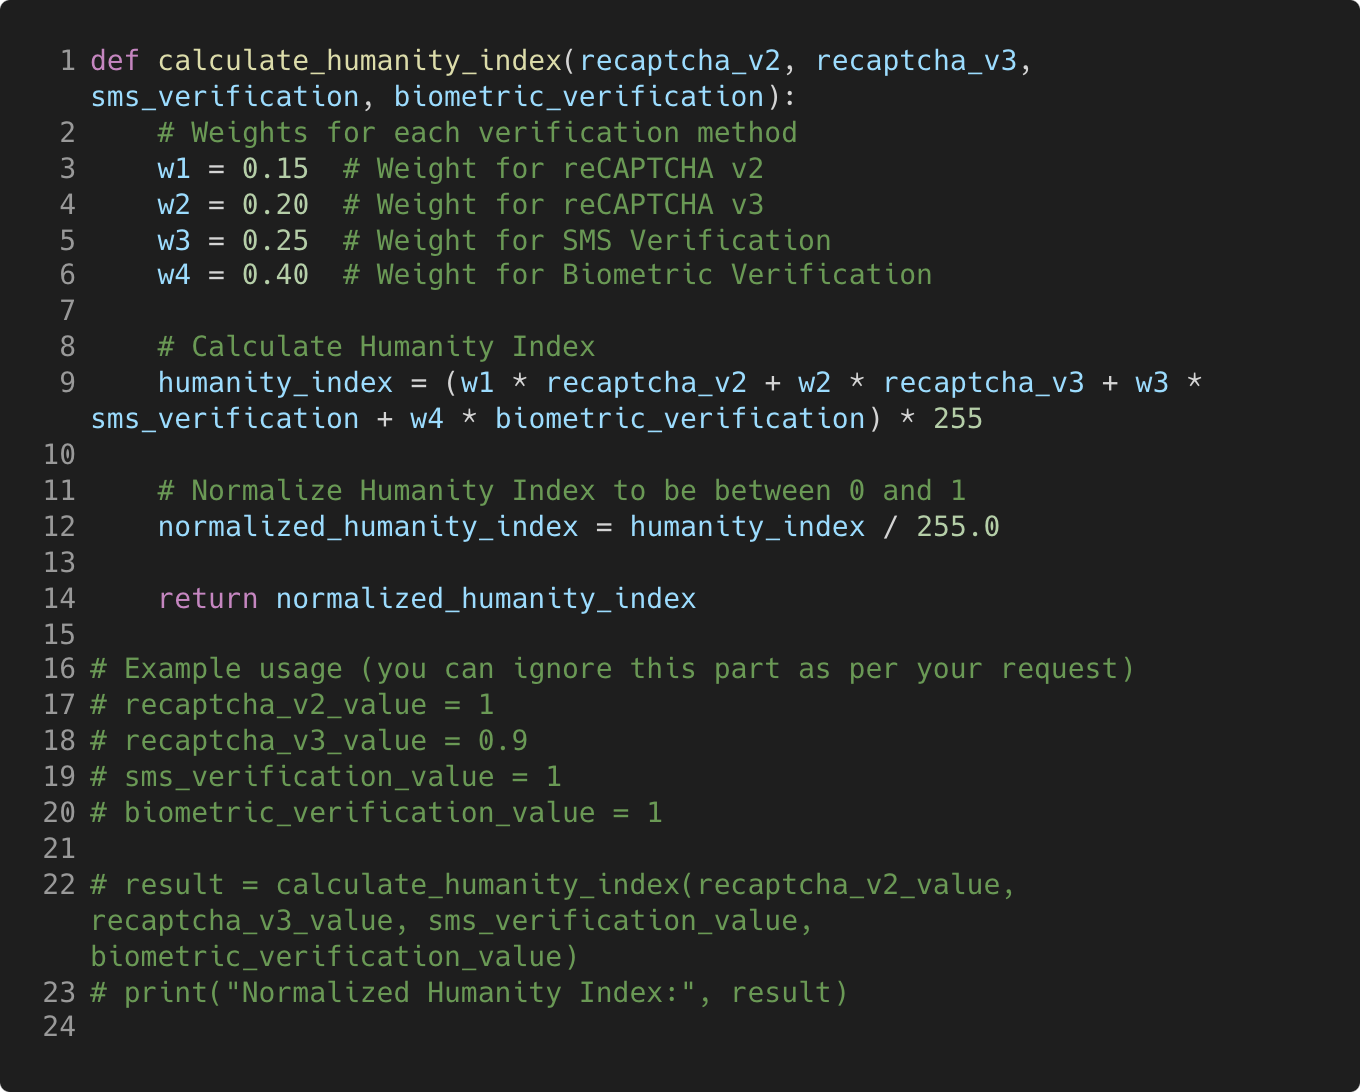 1 def calculate_humanity_index(recaptcha_v2, recaptcha_v3,
sms_verification, biometric_verification):
2     # Weights for each verification method
3     w1 = 0.15  # Weight for reCAPTCHA v2
4     w2 = 0.20  # Weight for reCAPTCHA v3
5     w3 = 0.25  # Weight for SMS Verification
6     w4 = 0.40  # Weight for Biometric Verification
7
8     # Calculate Humanity Index
9     humanity_index = (w1 * recaptcha_v2 + w2 * recaptcha_v3 + w3 *
sms_verification + w4 * biometric_verification) * 255
10
11     # Normalize Humanity Index to be between 0 and 1
12     normalized_humanity_index = humanity_index / 255.0
13
14     return normalized_humanity_index
15
16 # Example usage (you can ignore this part as per your request)
17 # recaptcha_v2_value = 1
18 # recaptcha_v3_value = 0.9
19 # sms_verification_value = 1
20 # biometric_verification_value = 1
21
22 # result = calculate_humanity_index(recaptcha_v2_value,
recaptcha_v3_value, sms_verification_value,
biometric_verification_value)
23 # print("Normalized Humanity Index:", result)
24